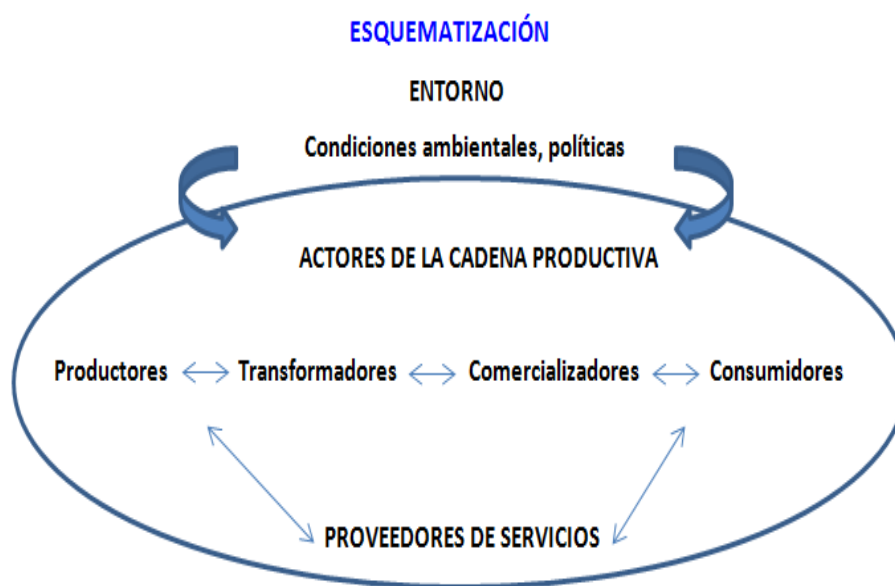 ESQUEMATIZACIÓN
ENTORNO
Condiciones ambientales, políticas
ACTORES DE LA CADENA PRODUCTIVA
Productores Transformadores Comercializadores Consumidores
PROVEEDORES DE SERVICIOS